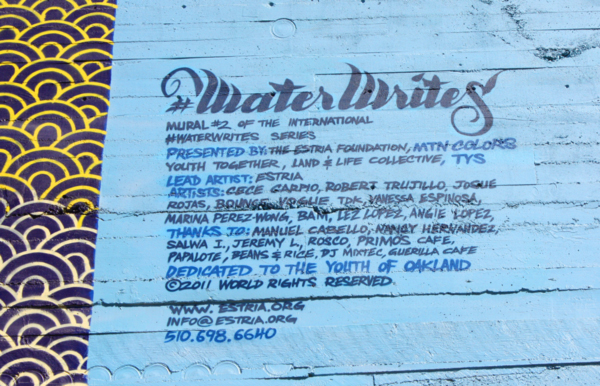 #WaterWrites
MURAL #2 OF THE INTERNATIONAL
#WATERWRITES SERIES
PRESENTED BY: THE ESTRIA FOUNDATION, MTN COLORS
YOUTH TOGETHER, LAND & LIFE COLLECTIVE, TYS
LEAD ARTIST: ESTRIA
ARTISTS: CECE CARPIO, ROBERT TRUJILLO, JOQUE
ROJAS, BOUNCE, VOGUE TDK, VANESSA ESPINOSA,
MARINA PEREZ-WONG, BAM, LEZ LOPEZ, ANGIE LOPEZ,
THANKS TO: MANUEL CABELLO, NANCY HERNANDEZ,
SALWA I., JEREMY L., ROSCO, PRIMOS CAFE,
PAPALOTE, BEANS & RICE, DJ MIXTEC, GUERILLA CAFE
DEDICATED TO THE YOUTH OF OAKLAND
©2011 WORLD RIGHTS RESERVED.
WWW.ESTRIA.ORG
INFO@ESTRIA.ORG
510.698.6640